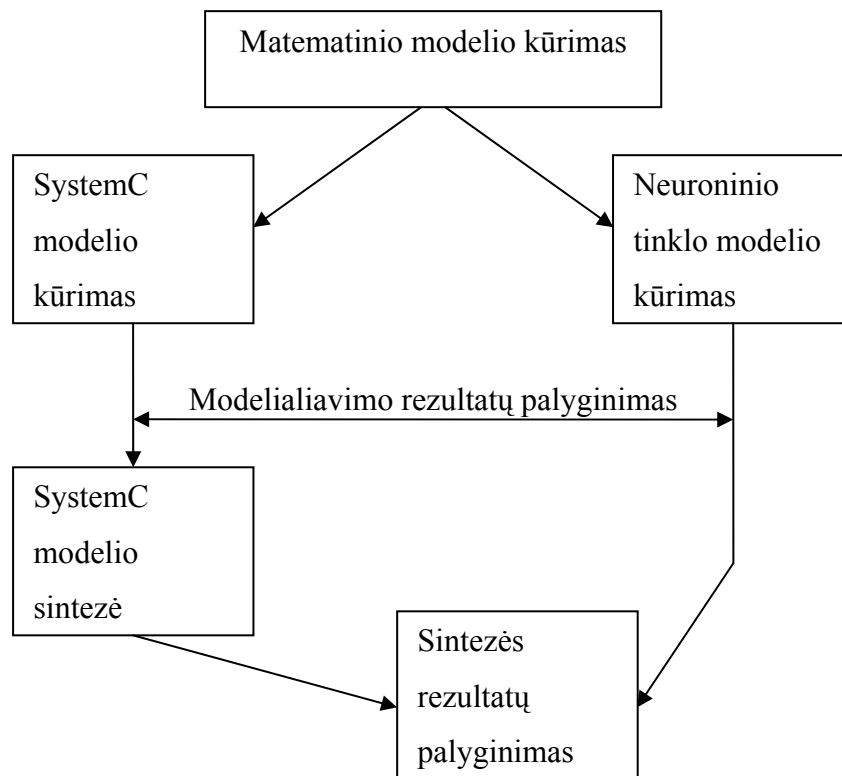 Matematinio modelio kūrimas
SystemC
modelio
kūrimas
Neuroninio
tinklo modelio
kūrimas
Modelialiavimo rezultatų palyginimas
SystemC
modelio
sintezė
Sintezės
rezultatų
palyginimas